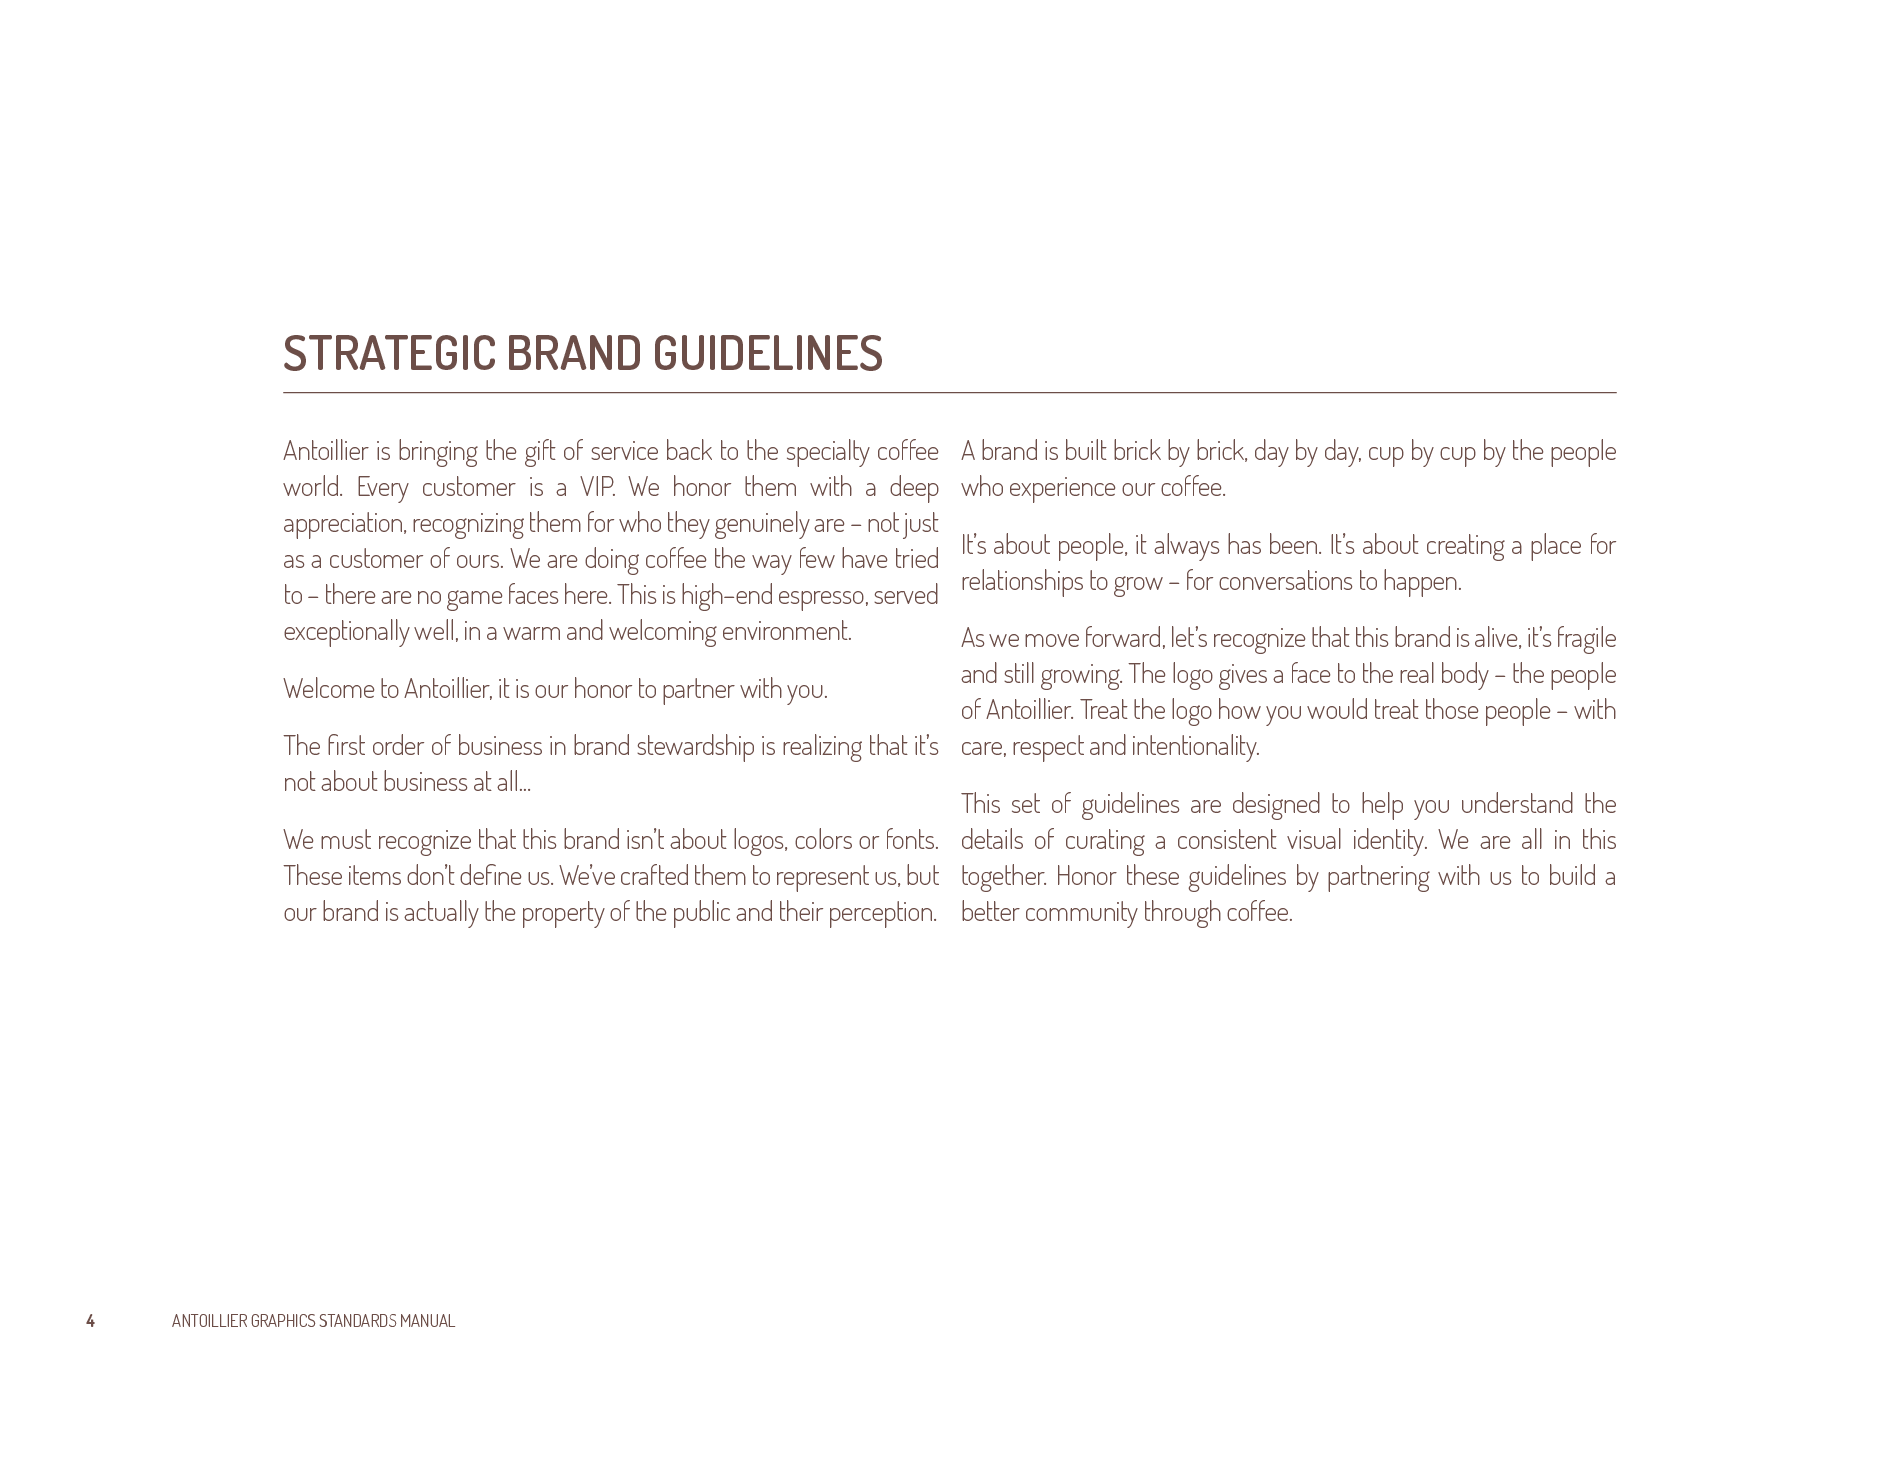 STRATEGIC BRAND GUIDELINES
Antoillier is bringing the gift of service back to the specialty coffee
world. Every customer is a VIP. We honor them with a deep
appreciation, recognizing them for who they genuinely are – not just
as a customer of ours. We are doing coffee the way few have tried
to – there are no game faces here. This is high-end espresso, served
exceptionally well, in a warm and welcoming environment.
Welcome to Antoillier, it is our honor to partner with you.
The first order of business in brand stewardship is realizing that it’s
not about business at all...
We must recognize that this brand isn’t about logos, colors or fonts.
These items don’t define us. We’ve crafted them to represent us, but
our brand is actually the property of the public and their perception.
A brand is built brick by brick, day by day, cup by cup by the people
who experience our coffee.
It’s about people, it always has been. It’s about creating a place for
relationships to grow – for conversations to happen.
As we move forward, let’s recognize that this brand is alive, it’s fragile
and still growing. The logo gives a face to the real body – the people
of Antoillier. Treat the logo how you would treat those people – with
care, respect and intentionality.
This set of guidelines are designed to help you understand the
details of curating a consistent visual identity. We are all in this
together. Honor these guidelines by partnering with us to build a
better community through coffee.
4 ANTOILLIER GRAPHICS STANDARDS MANUAL